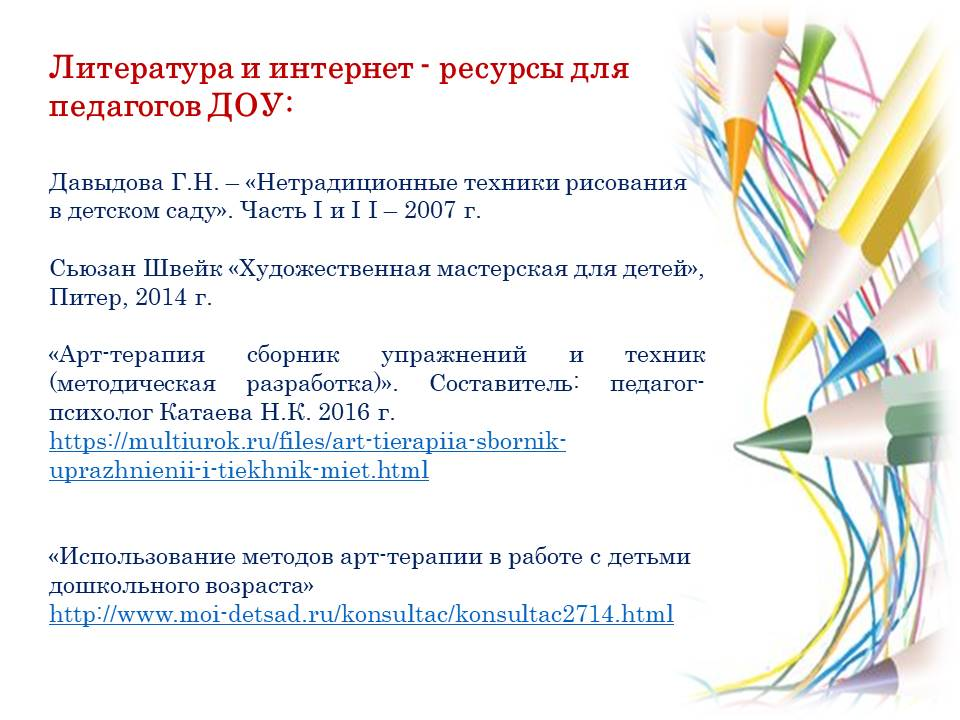 Литература и интернет - ресурсы для
педагогов ДОУ:
Давыдова Г.Н. – «Нетрадиционные техники рисования
в детском саду». Часть I и I I – 2007 г.
Сьюзан Швейк «Художественная мастерская для детей»,
Питер, 2014 г.
«Арт-терапия сборник упражнений и техник
(методическая разработка)». Составитель: педагог-
психолог Катаева Н.К. 2016 г.
https://multiurok.ru/files/art-tierapiia-sbornik-
uprazhnienii-i-tiekhnik-miet.html
«Использование методов арт-терапии в работе с детьми
дошкольного возраста»
http://www.moi-detsad.ru/konsultac/konsultac2714.html